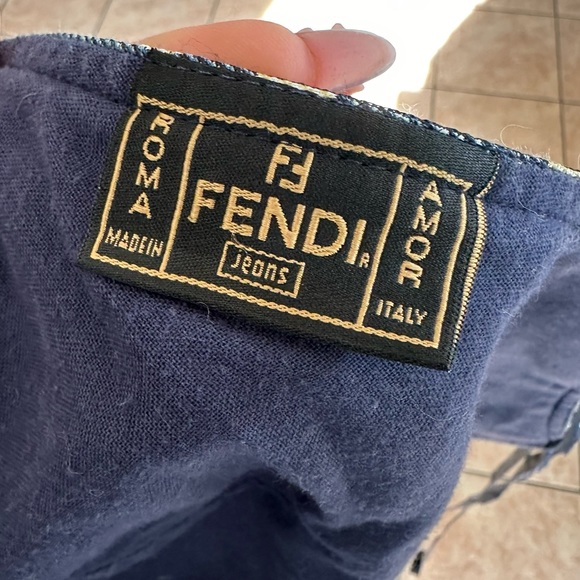 ROMA
MADEIN
FF
FENDI R
Jeans
AMOR
ITALY